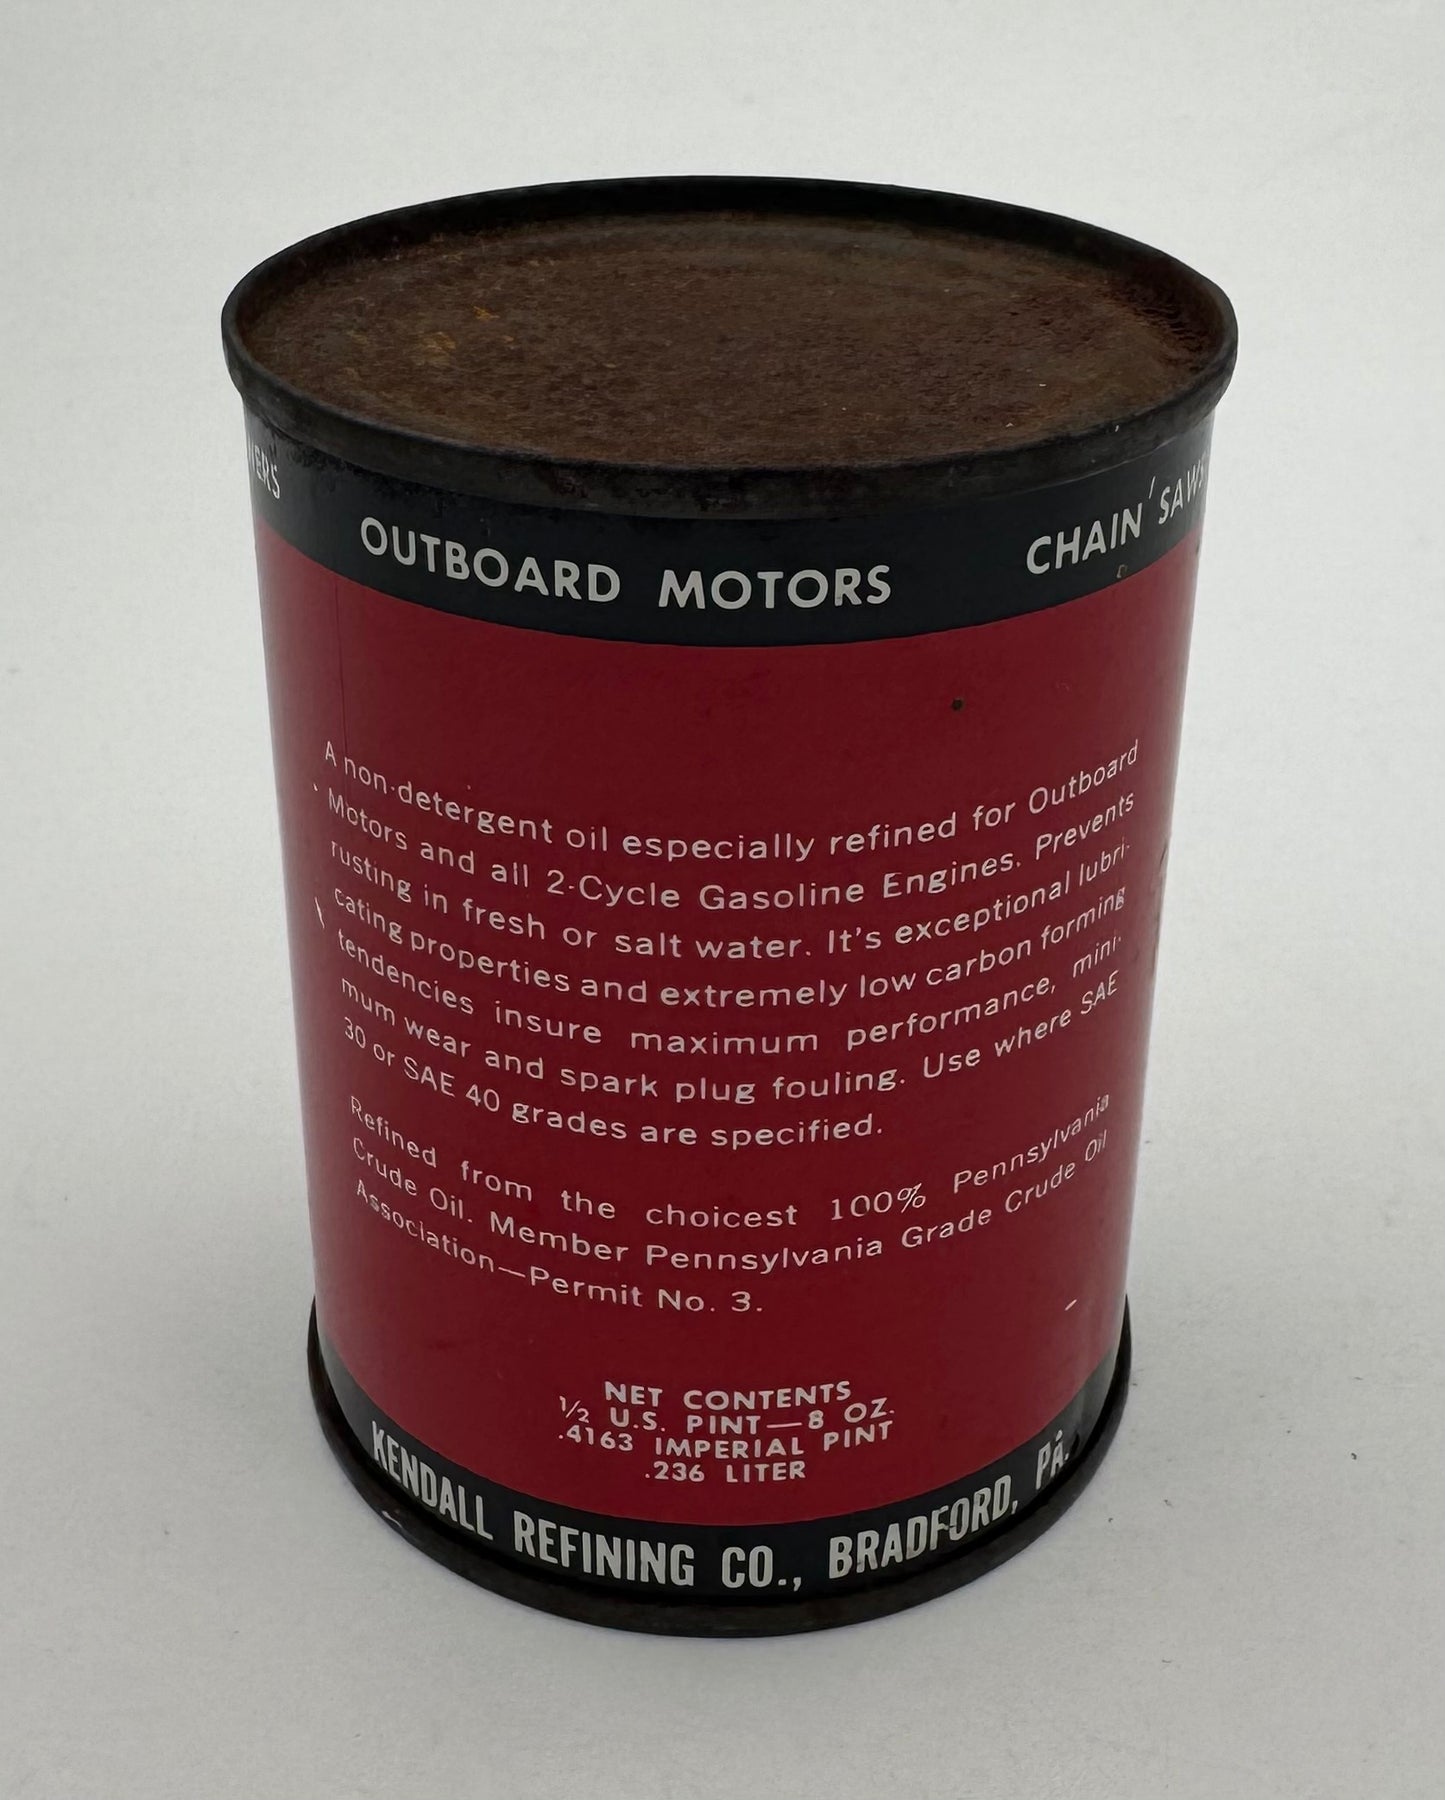 OUTBOARD MOTORS
CHAIN SAWS
A non-detergent oil especially refined for Outboard
Motors and all 2-Cycle Gasoline Engines. Prevents
rusting in fresh or salt water. It's exceptional lubri-
cating properties and extremely low carbon forming
tendencies insure maximum performance, mini-
mum wear and spark plug fouling. Use where SAE
30 or SAE 40 grades are specified.
Refined from the choicest 100% Pennsylvania
Crude Oil. Member Pennsylvania Grade Crude Oil
Association—Permit No. 3.
NET CONTENTS
1/2 U.S. PINT—8 OZ.
.4163 IMPERIAL PINT
.236 LITER
KENDALL REFINING CO., BRADFORD, PA.